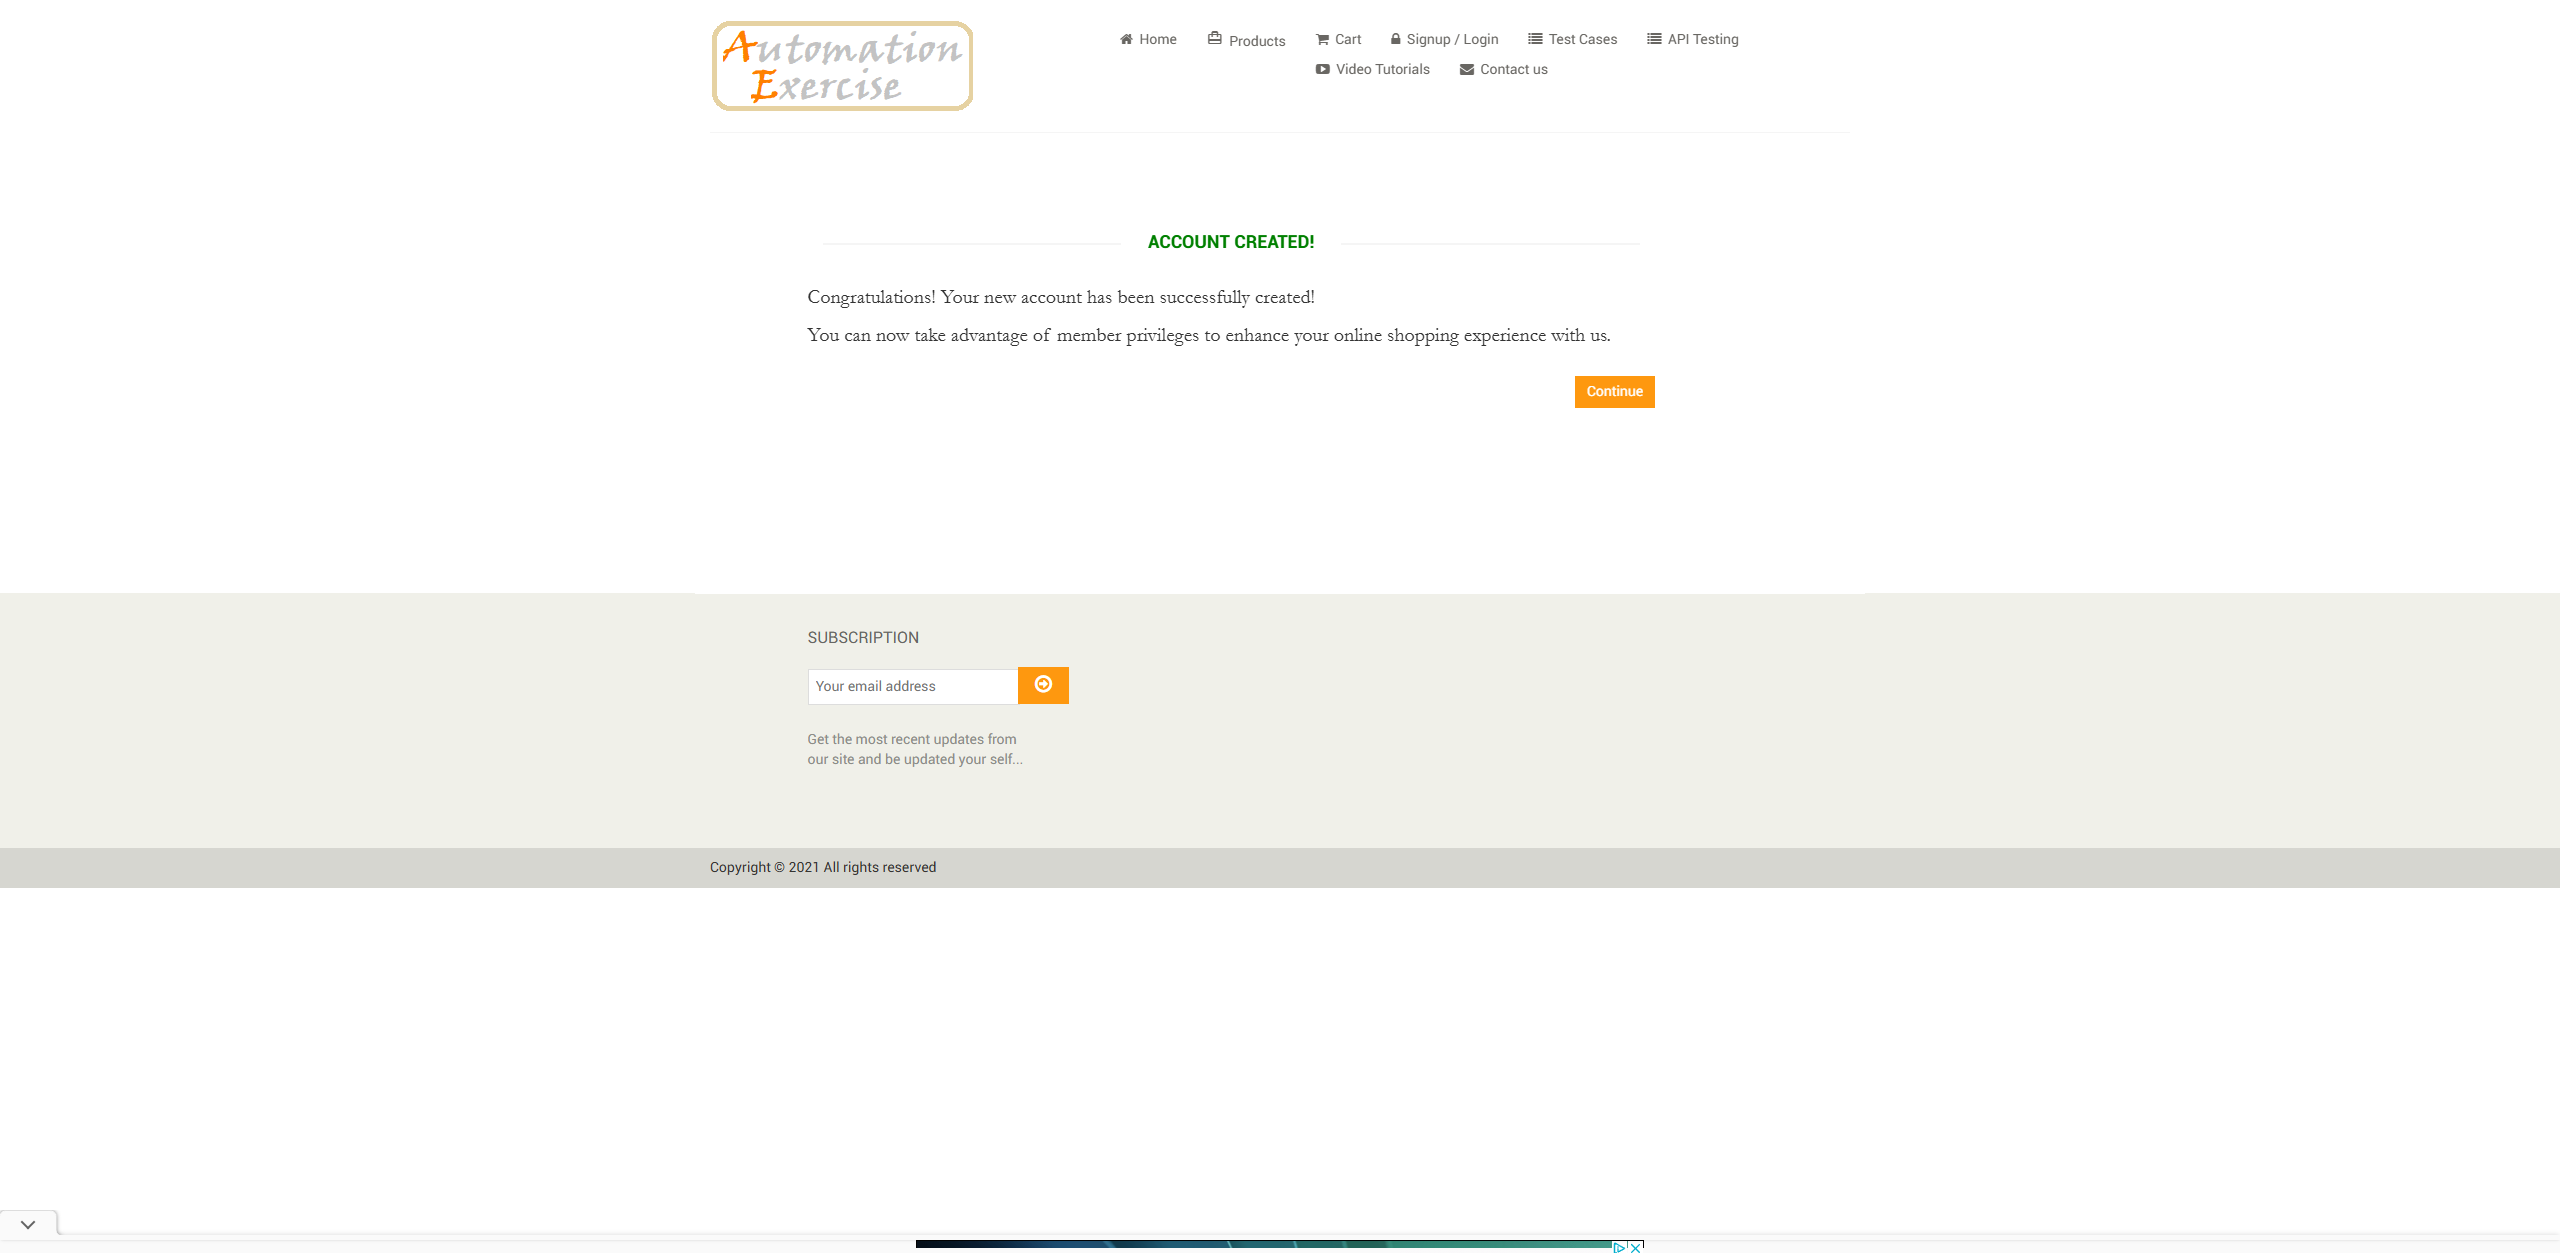 Automation
Exercise
Home
Products
Cart
Signup / Login
Test Cases
API Testing
Video Tutorials
Contact us
ACCOUNT CREATED!
Congratulations! Your new account has been successfully created!
You can now take advantage of member privileges to enhance your online shopping experience with us.
Continue
SUBSCRIPTION
Your email address
Get the most recent updates from
our site and be updated your self...
Copyright © 2021 All rights reserved